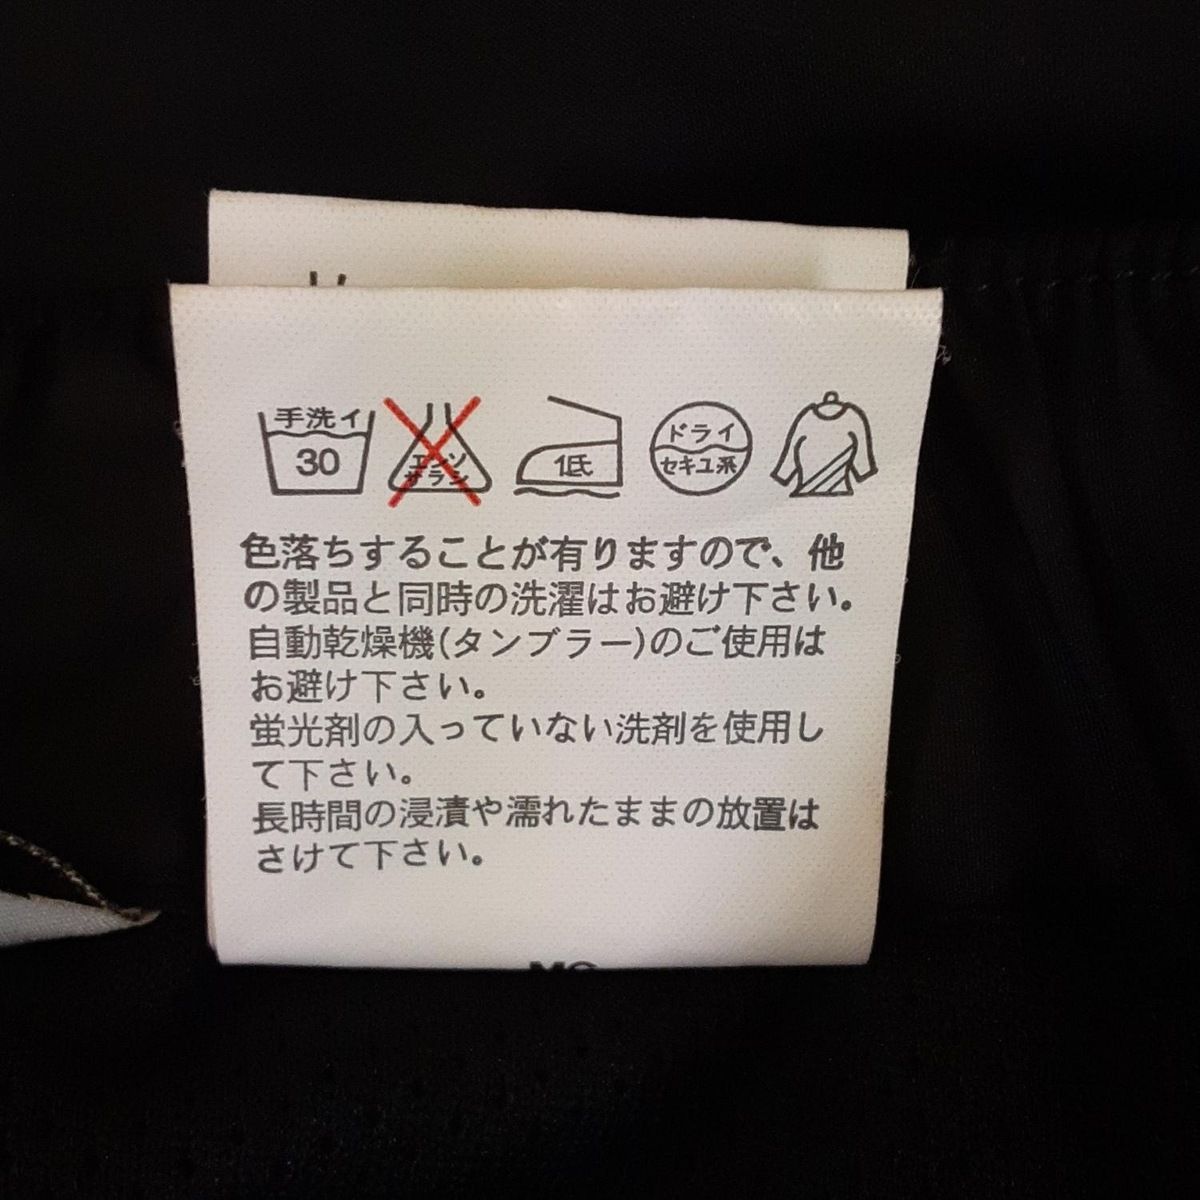 手洗イ
30
エンソ
サラシ
低
ドライ
セキユ系
色落ちすることが有りますので、他
の製品と同時の洗濯はお避け下さい。
自動乾燥機(タンブラー)のご使用は
お避け下さい。
蛍光剤の入っていない洗剤を使用し
て下さい。
長時間の浸漬や濡れたままの放置は
さけて下さい。